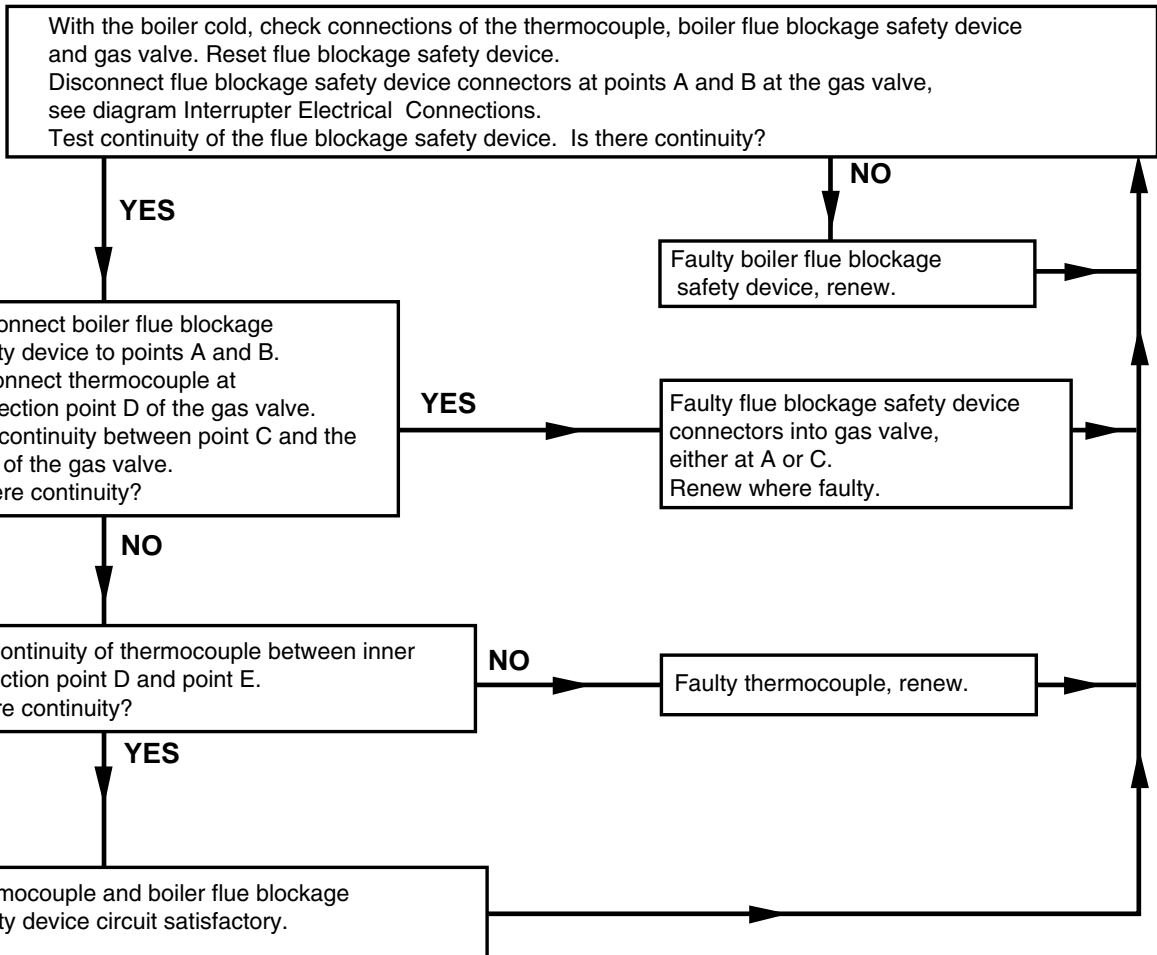 With the boiler cold, check connections of the thermocouple, boiler flue blockage safety device
and gas valve. Reset flue blockage safety device.
Disconnect flue blockage safety device connectors at points A and B at the gas valve,
see diagram Interrupter Electrical Connections.
Test continuity of the flue blockage safety device. Is there continuity?
NO
YES
Faulty boiler flue blockage
safety device, renew.
onnect boiler flue blockage
ty device to points A and B.
onnect thermocouple at
ection point D of the gas valve.
continuity between point C and the
of the gas valve.
ere continuity?
YES
Faulty flue blockage safety device
connectors into gas valve,
either at A or C.
Renew where faulty.
NO
ontinuity of thermocouple between inner
ction point D and point E.
re continuity?
NO
Faulty thermocouple, renew.
YES
mocouple and boiler flue blockage
ty device circuit satisfactory.